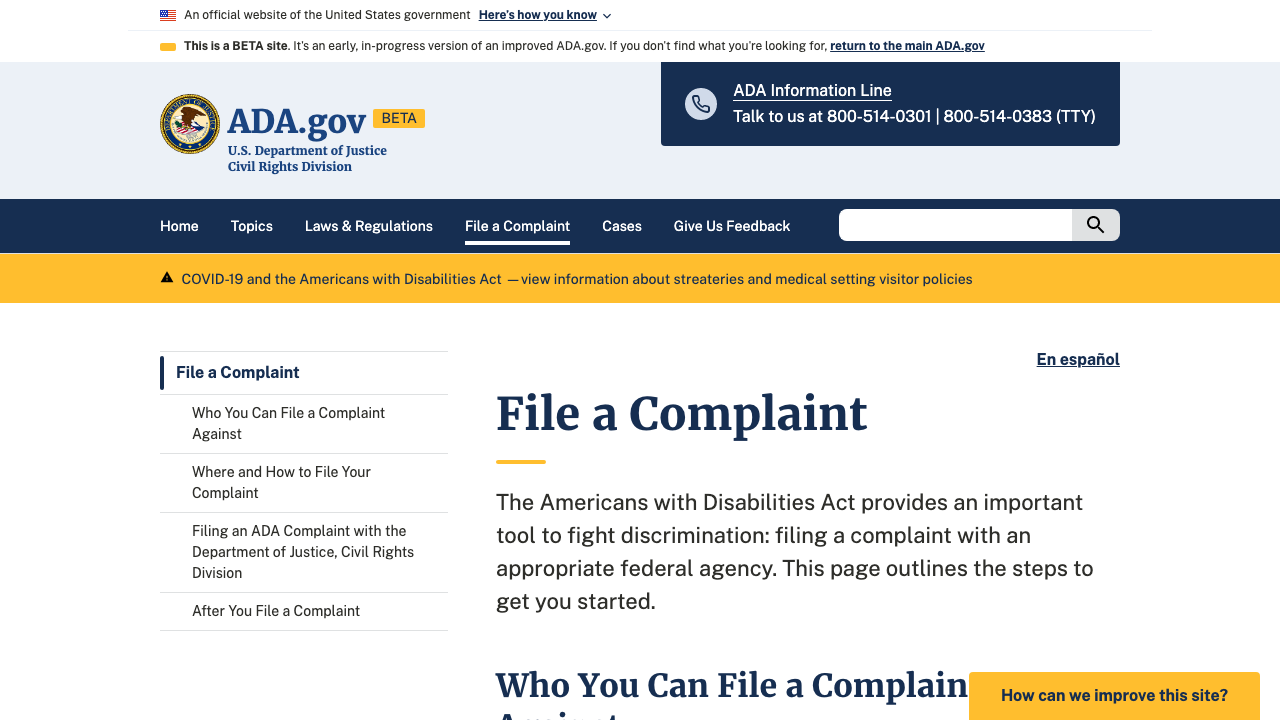 An official website of the United States government Here's how you know
This is a BETA site. It's an early, in-progress version of an improved ADA.gov. If you don't find what you're looking for, return to the main ADA.gov
ADA.gov BETA
U.S. Department of Justice
Civil Rights Division
ADA Information Line
Talk to us at 800-514-0301 | 800-514-0383 (TTY)
Home Topics Laws & Regulations File a Complaint Cases Give Us Feedback
COVID-19 and the Americans with Disabilities Act — view information about streateries and medical setting visitor policies
File a Complaint
Who You Can File a Complaint
Against
Where and How to File Your
Complaint
Filing an ADA Complaint with the
Department of Justice, Civil Rights
Division
After You File a Complaint
En español
File a Complaint
The Americans with Disabilities Act provides an important
tool to fight discrimination: filing a complaint with an
appropriate federal agency. This page outlines the steps to
get you started.
Who You Can File a Complain
How can we improve this site?